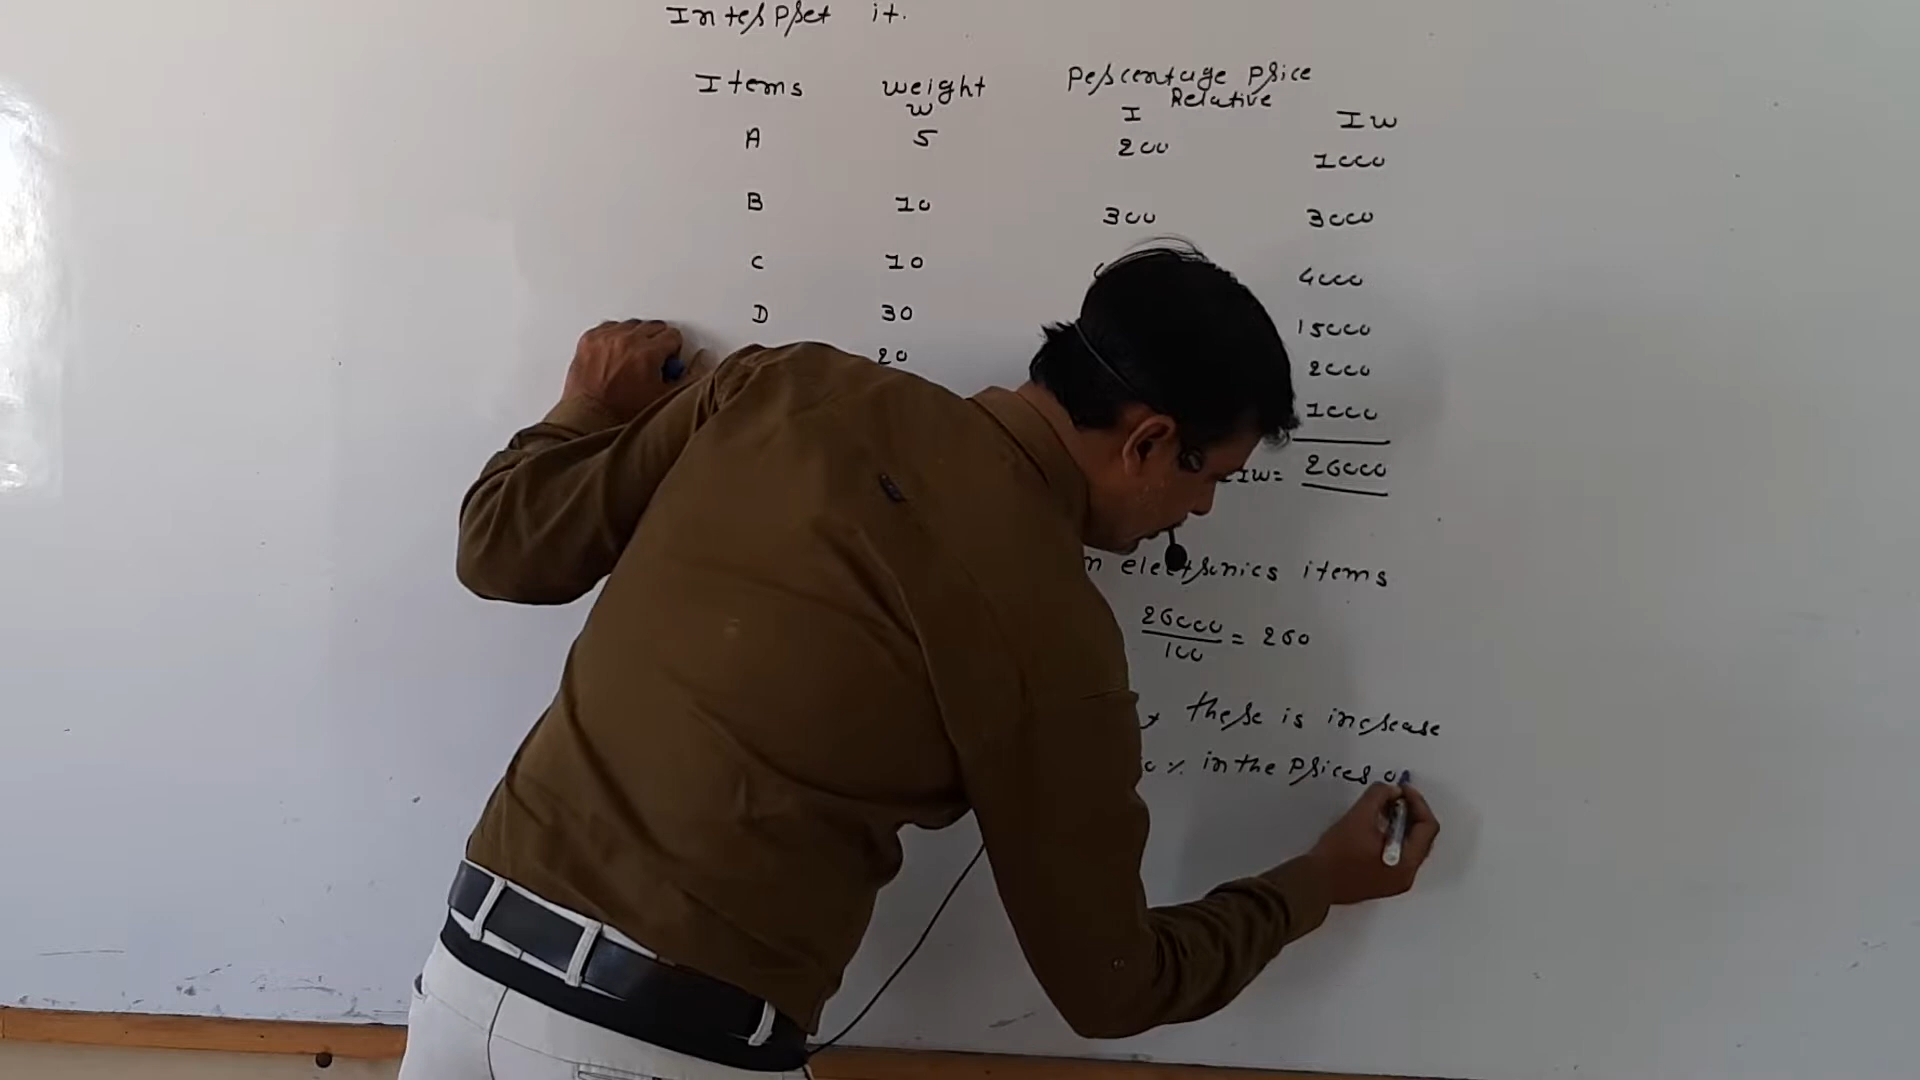 Interpret it.
Items weight Percentage Price Relative
W I IW
A 5 200 1000
B 10 300 3000
C 10 4000
D 30 15000
20 2000
1000
IW= 26000
electronics items
26000/100 = 260
there is increase
% in the prices